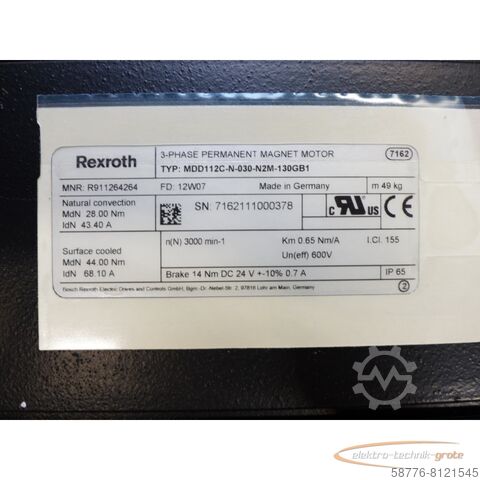 Rexroth
3-PHASE PERMANENT MAGNET MOTOR
7162
TYP: MDD112C-N-030-N2M-130GB1
MNR: R911264264
FD: 12W07
Made in Germany
m 49 kg
Natural convection
MdN 28.00 Nm
IdN 43.40 A
SN: 7162111000378
c RU US
CE
Surface cooled
MdN 44.00 Nm
IdN 68.10 A
n(N) 3000 min-1
Km 0.65 Nm/A
I.Cl. 155
Un(eff) 600V
Brake 14 Nm DC 24 V +-10% 0.7 A
IP 65
Bosch Rexroth Electric Drives and Controls GmbH, Bgm.-Dr.-Nebel-Str. 2, 97816 Lohr am Main, Germany
2
elektro-technik-grote
58776-8121545